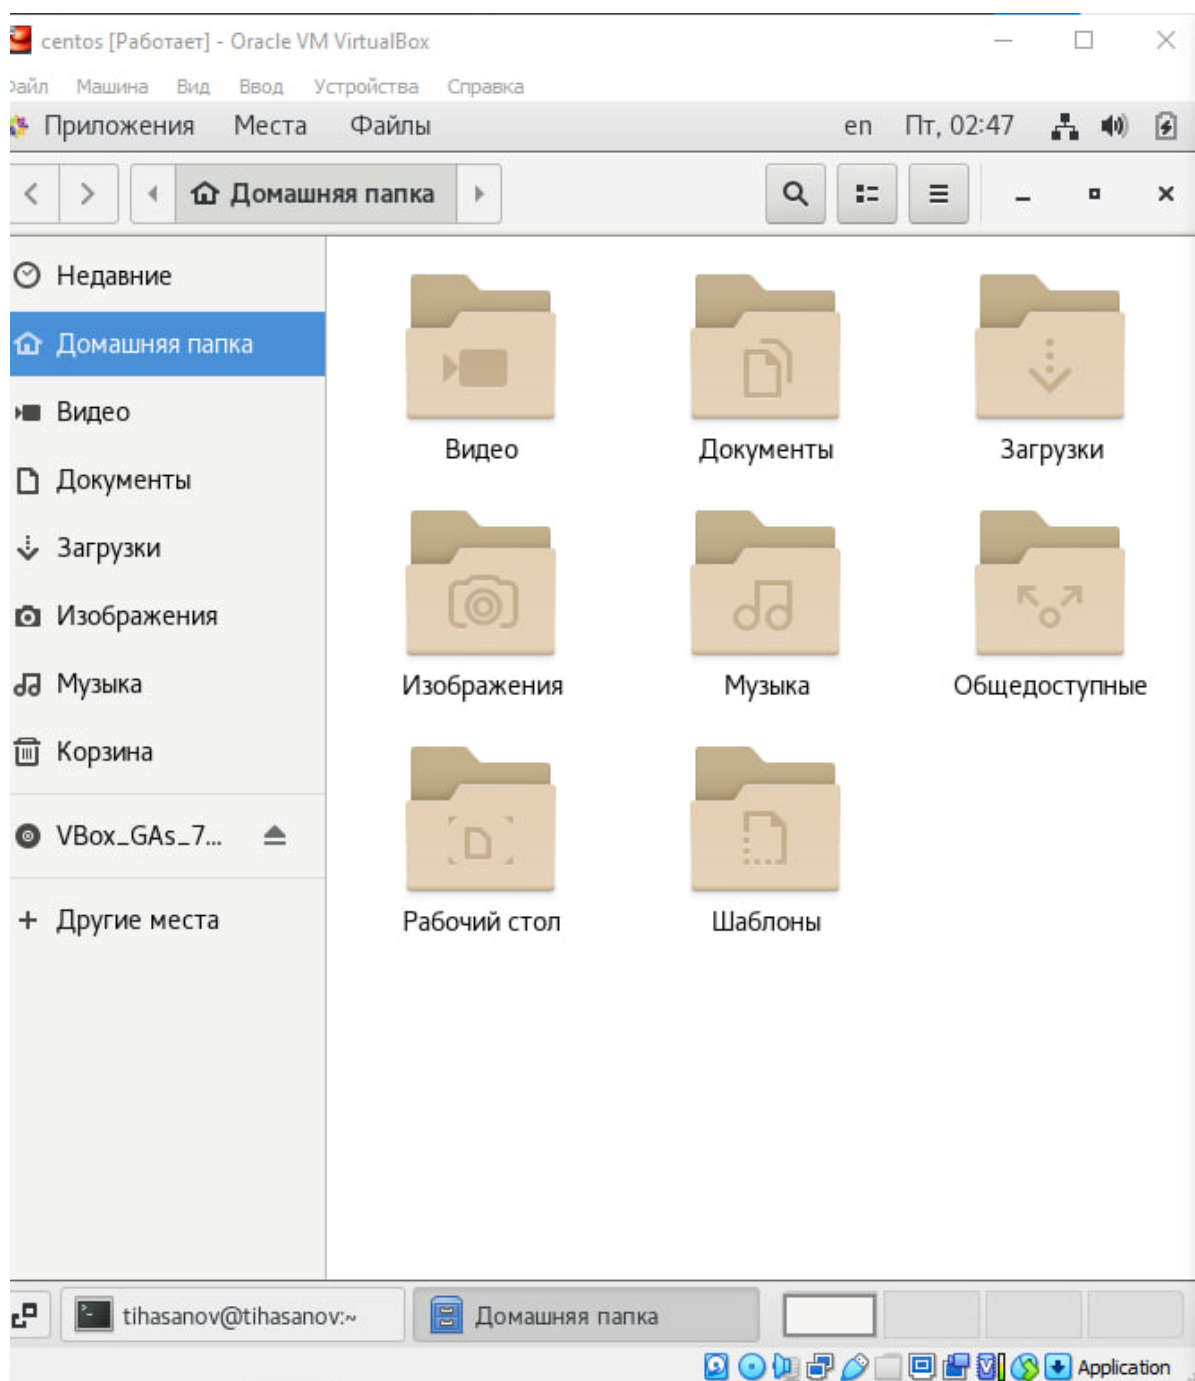 centos [Работает] - Oracle VM VirtualBox
Файл Машина Вид Ввод Устройства Справка
Приложения Места Файлы en Пт, 02:47
Домашняя папка
Недавние
Домашняя папка
Видео
Документы
Загрузки
Изображения
Музыка
Корзина
VBox_GAs_7...
Другие места
Видео Документы Загрузки
Изображения Музыка Общедоступные
Рабочий стол Шаблоны
tihasanov@tihasanov:~ Домашняя папка
Application